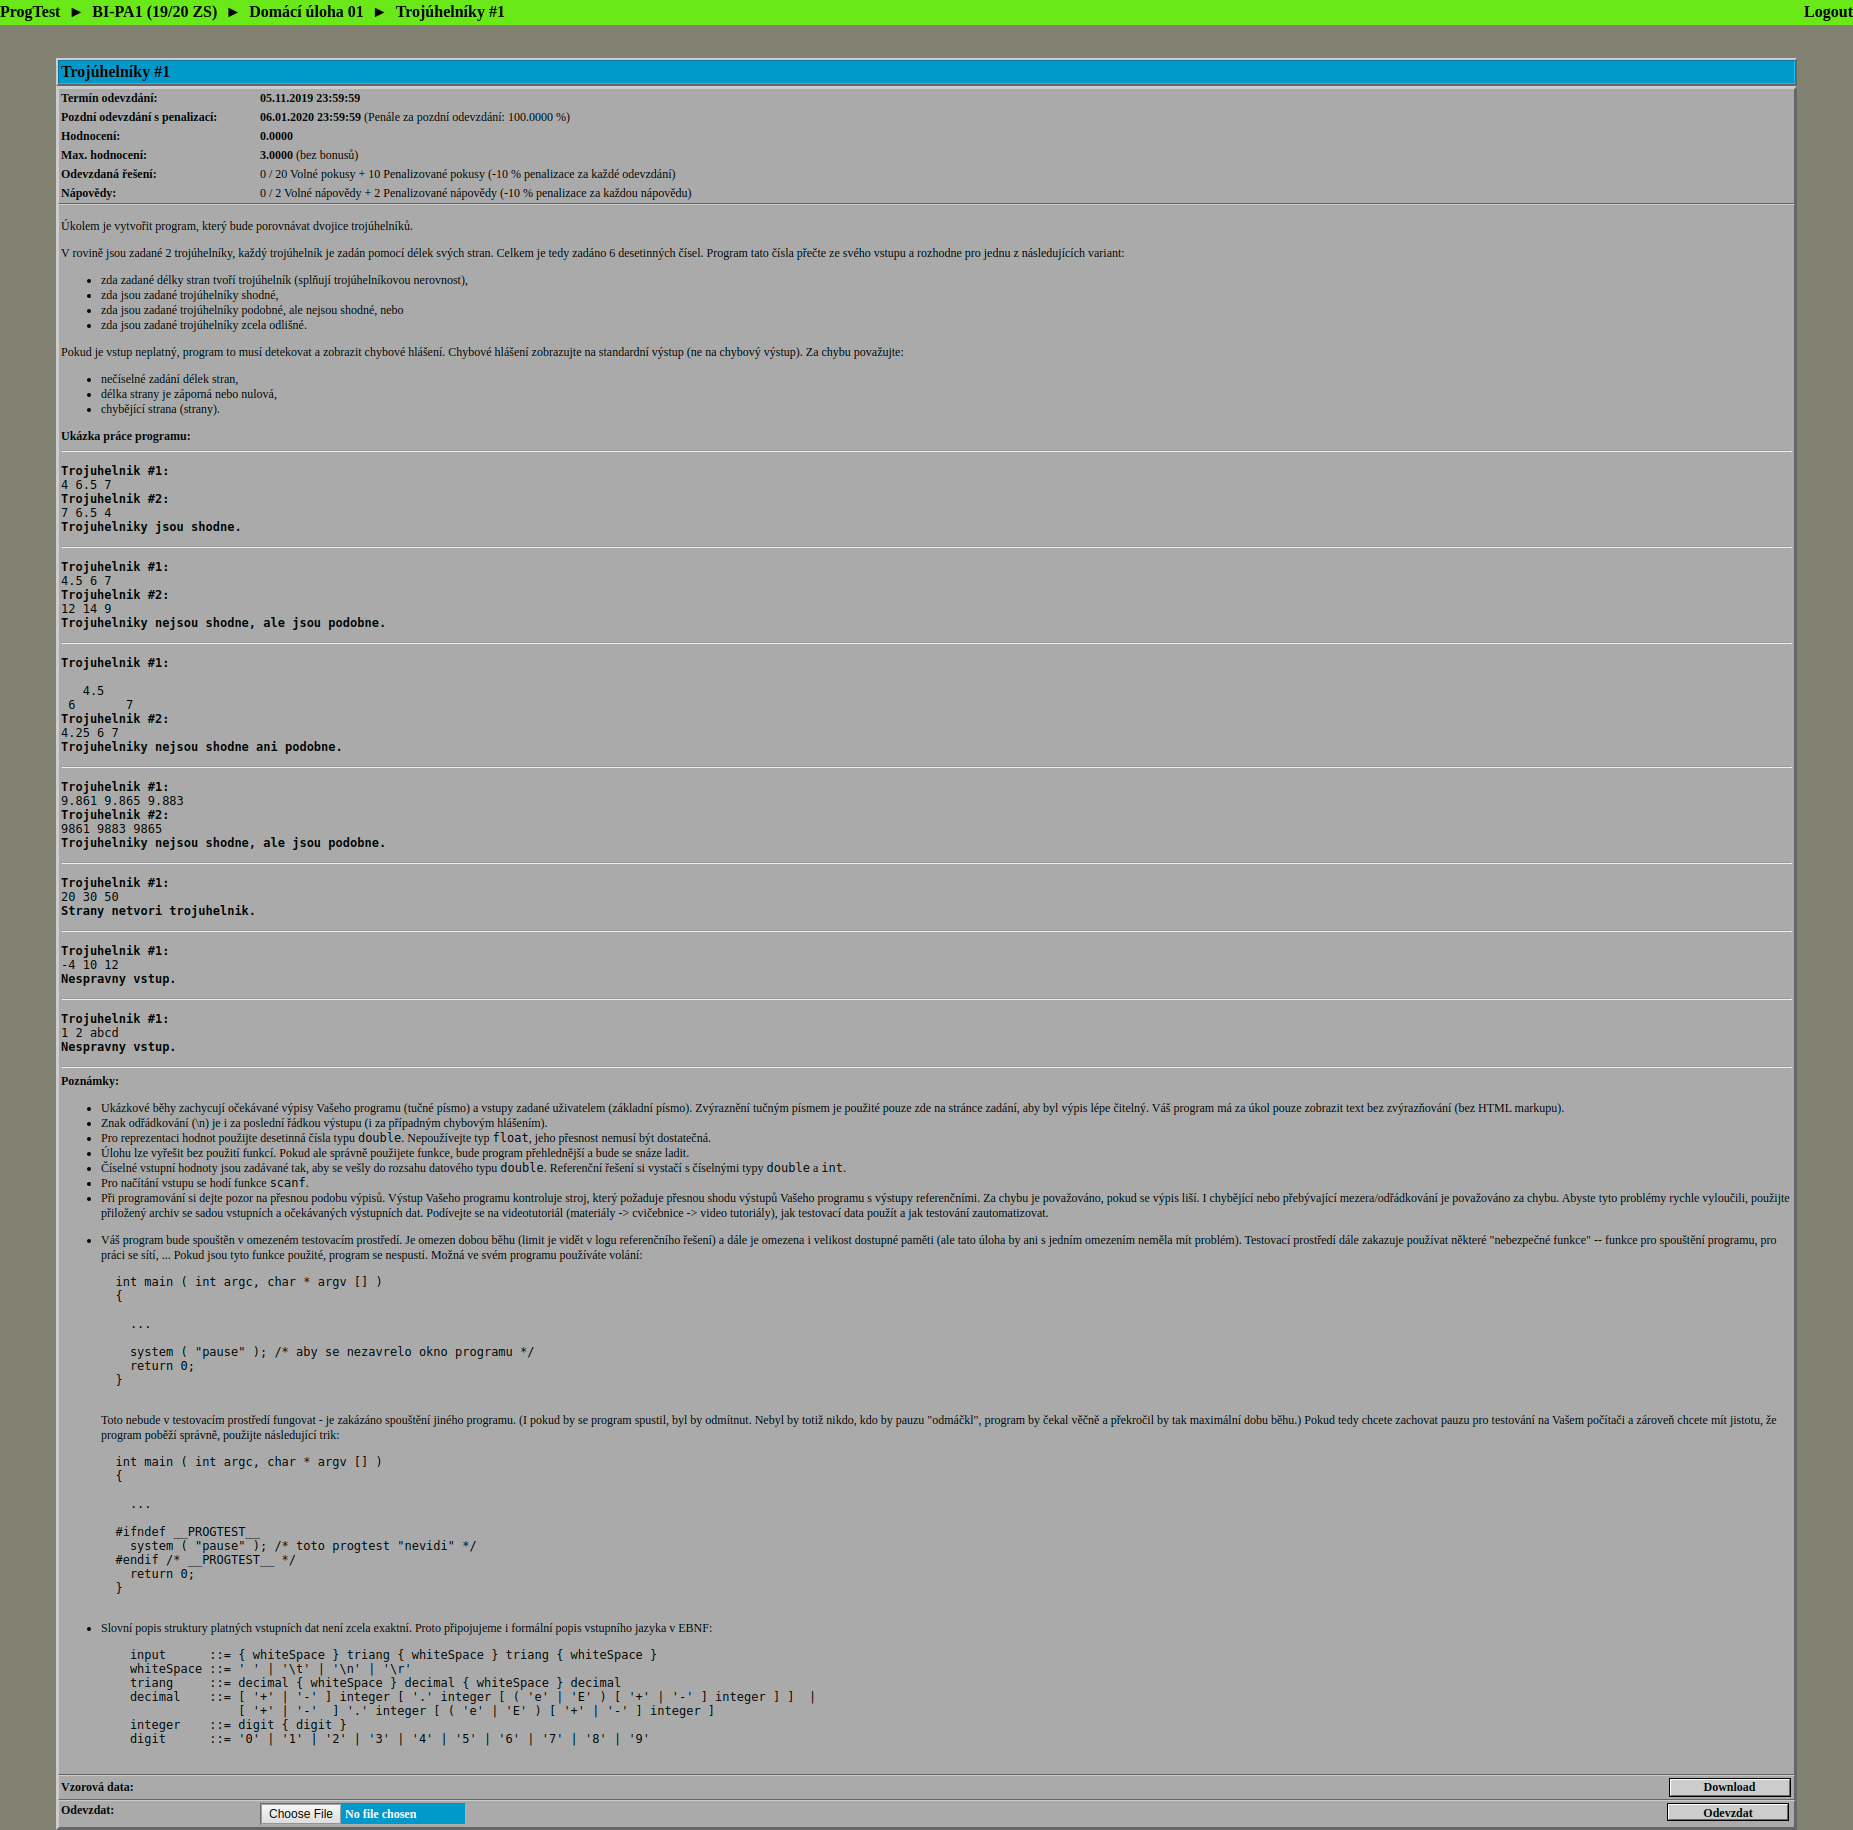 ProgTest ► BI-PA1 (19/20 ZS) ► Domácí úloha 01 ► Trojúhelníky #1 Logout
Trojúhelníky #1
Termín odevzdání: 05.11.2019 23:59:59
Pozdní odevzdání s penalizací: 06.01.2020 23:59:59 (Penále za pozdní odevzdání: 100.0000 %)
Hodnocení: 0.0000
Max. hodnocení: 3.0000 (bez bonusů)
Odevzdaná řešení: 0 / 20 Volné pokusy + 10 Penalizované pokusy (-10 % penalizace za každé odevzdání)
Nápovědy: 0 / 2 Volné nápovědy + 2 Penalizované nápovědy (-10 % penalizace za každou nápovědu)
Úkolem je vytvořit program, který bude porovnávat dvojice trojúhelníků.
V rovině jsou zadané 2 trojúhelníky, každý trojúhelník je zadán pomocí délek svých stran. Celkem je tedy zadáno 6 desetinných čísel. Program tato čísla přečte ze svého vstupu a rozhodne pro jednu z následujících variant:
• zda zadané délky stran tvoří trojúhelník (splňují trojúhelníkovou nerovnost),
• zda jsou zadané trojúhelníky shodné,
• zda jsou zadané trojúhelníky podobné, ale nejsou shodné, nebo
• zda jsou zadané trojúhelníky zcela odlišné.
Pokud je vstup neplatný, program to musí detekovat a zobrazit chybové hlášení. Chybové hlášení zobrazujte na standardní výstup (ne na chybový výstup). Za chybu považujte:
• nečíselné zadání délek stran,
• délka strany je záporná nebo nulová,
• chybějící strana (strany).
Ukázka práce programu:
Trojuhelnik #1:
4 6.5 7
Trojuhelnik #2:
7 6.5 4
Trojuhelniky jsou shodne.
Trojuhelnik #1:
4.5 6 7
Trojuhelnik #2:
12 14 9
Trojuhelniky nejsou shodne, ale jsou podobne.
Trojuhelnik #1:
4.5
6       7
Trojuhelnik #2:
4.25 6 7
Trojuhelniky nejsou shodne ani podobne.
Trojuhelnik #1:
9.861 9.865 9.883
Trojuhelnik #2:
9861 9883 9865
Trojuhelniky nejsou shodne, ale jsou podobne.
Trojuhelnik #1:
20 30 50
Strany netvori trojuhelnik.
Trojuhelnik #1:
-4 10 12
Nespravny vstup.
Trojuhelnik #1:
1 2 abcd
Nespravny vstup.
Poznámky:
• Ukázkové běhy zachycují očekávané výpisy Vašeho programu (tučné písmo) a vstupy zadané uživatelem (základní písmo). Zvýraznění tučným písmem je použité pouze zde na stránce zadání, aby byl výpis lépe čitelný. Váš program má za úkol pouze zobrazit text bez zvýrazňování (bez HTML markupu).
• Znak odřádkování (\n) je i za poslední řádkou výstupu (i za případným chybovým hlášením).
• Pro reprezentaci hodnot použijte desetinná čísla typu double. Nepoužívejte typ float, jeho přesnost nemusí být dostatečná.
• Úlohu lze vyřešit bez použití funkcí. Pokud ale správně použijete funkce, bude program přehlednější a bude se snáze ladit.
• Číselné vstupní hodnoty jsou zadávané tak, aby se vešly do rozsahu datového typu double. Referenční řešení si vystačí s číselnými typy double a int.
• Pro načítání vstupu se hodí funkce scanf.
• Při programování si dejte pozor na přesnou podobu výpisů. Výstup Vašeho programu kontroluje stroj, který požaduje přesnou shodu výstupů Vašeho programu s výstupy referenčními. Za chybu je považováno, pokud se výpis liší. I chybějící nebo přebývající mezera/odřádkování je považováno za chybu. Abyste tyto problémy rychle vyloučili, použijte
přiložený archiv se sadou vstupních a očekávaných výstupních dat. Podívejte se na videotutoriál (materiály -> cvičebnice -> video tutoriály), jak testovací data použít a jak testování zautomatizovat.
• Váš program bude spouštěn v omezeném testovacím prostředí. Je omezen dobou běhu (limit je vidět v logu referenčního řešení) a dále je omezena i velikost dostupné paměti (ale tato úloha by ani s jedním omezením neměla mít problém). Testovací prostředí dále zakazuje používat některé "nebezpečné funkce" -- funkce pro spouštění programu, pro
práci se sítí, ... Pokud jsou tyto funkce použité, program se nespustí. Možná ve svém programu používáte volání:
int main ( int argc, char * argv [] )
{
...
system ( "pause" ); /* aby se nezavrelo okno programu */
return 0;
}
Toto nebude v testovacím prostředí fungovat - je zakázáno spouštění jiného programu. (I pokud by se program spustil, byl by odmítnut. Nebyl by totiž nikdo, kdo by pauzu "odmáčkl", program by čekal věčně a překročil by tak maximální dobu běhu.) Pokud tedy chcete zachovat pauzu pro testování na Vašem počítači a zároveň chcete mít jistotu, že
program poběží správně, použijte následující trik:
int main ( int argc, char * argv [] )
{
...
#ifndef __PROGTEST__
system ( "pause" ); /* toto progtest "nevidi" */
#endif /* __PROGTEST__ */
return 0;
}
• Slovní popis struktury platných vstupních dat není zcela exaktní. Proto připojujeme i formální popis vstupního jazyka v EBNF:
input      ::= { whiteSpace } triang { whiteSpace } triang { whiteSpace }
whiteSpace ::= ' ' | '\t' | '\n' | '\r'
triang     ::= decimal { whiteSpace } decimal { whiteSpace } decimal
decimal    ::= [ '+' | '-' ] integer [ '.' integer [ ( 'e' | 'E' ) [ '+' | '-' ] integer ] ]  |
[ '+' | '-'  ] '.' integer [ ( 'e' | 'E' ) [ '+' | '-' ] integer ]
integer    ::= digit { digit }
digit      ::= '0' | '1' | '2' | '3' | '4' | '5' | '6' | '7' | '8' | '9'
Vzorová data: Download
Odevzdat: Choose File No file chosen Odevzdat